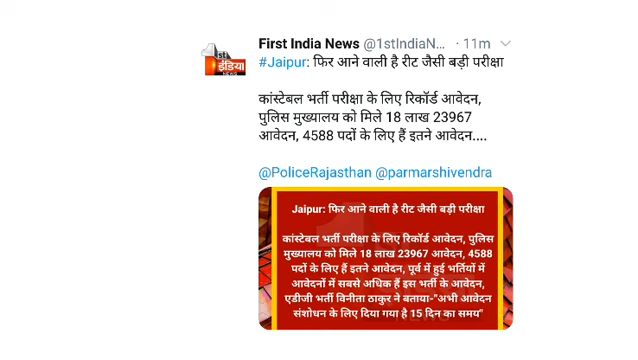 First India News @1stIndiaN... · 11m
#Jaipur: फिर आने वाली है रीट जैसी बड़ी परीक्षा
कांस्टेबल भर्ती परीक्षा के लिए रिकॉर्ड आवेदन,
पुलिस मुख्यालय को मिले 18 लाख 23967
आवेदन, 4588 पदों के लिए हैं इतने आवेदन....
@PoliceRajasthan @parmarshivendra
1st
इंडिया
NEWS
Jaipur: फिर आने वाली है रीट जैसी बड़ी परीक्षा
कांस्टेबल भर्ती परीक्षा के लिए रिकॉर्ड आवेदन, पुलिस
मुख्यालय को मिले 18 लाख 23967 आवेदन, 4588
पदों के लिए हैं इतने आवेदन, पूर्व में हुई भर्तियों में
आवेदनों में सबसे अधिक हैं इस भर्ती के आवेदन,
एडीजी भर्ती विनीता ठाकुर ने बताया-"अभी आवेदन
संशोधन के लिए दिया गया है 15 दिन का समय"